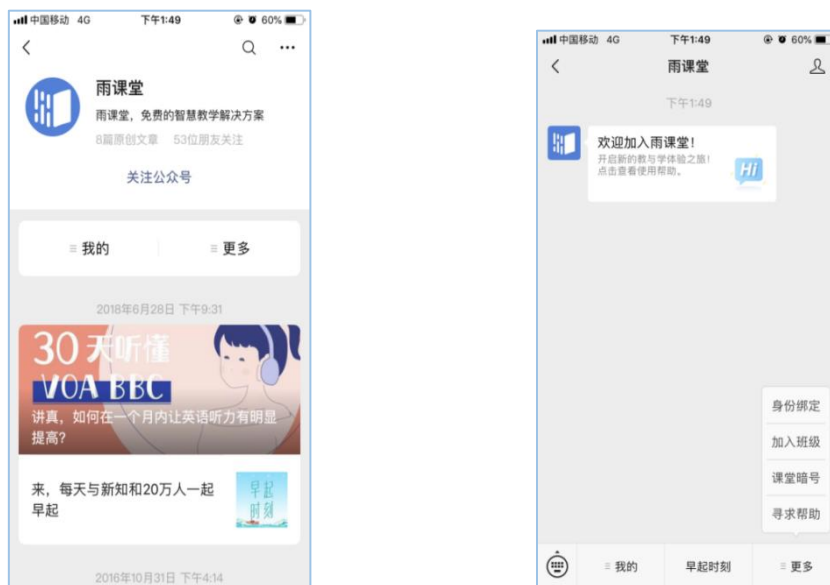 中国移动 4G 下午1:49 60%
雨课堂
雨课堂，免费的智慧教学解决方案
8篇原创文章 53位朋友关注
关注公众号
我的 更多
2018年6月28日 下午9:31
30天听懂
VOA BBC
讲真，如何在一个月内让英语听力有明显
提高?
来，每天与新知和20万人一起
早起
早起
时刻
2016年10月31日 下午4:14
中国移动 4G 下午1:49 60%
雨课堂
下午1:49
欢迎加入雨课堂！
开启新的教与学体验之旅！
点击查看使用帮助。
Hi
身份绑定
加入班级
课堂暗号
寻求帮助
我的 早起时刻 更多